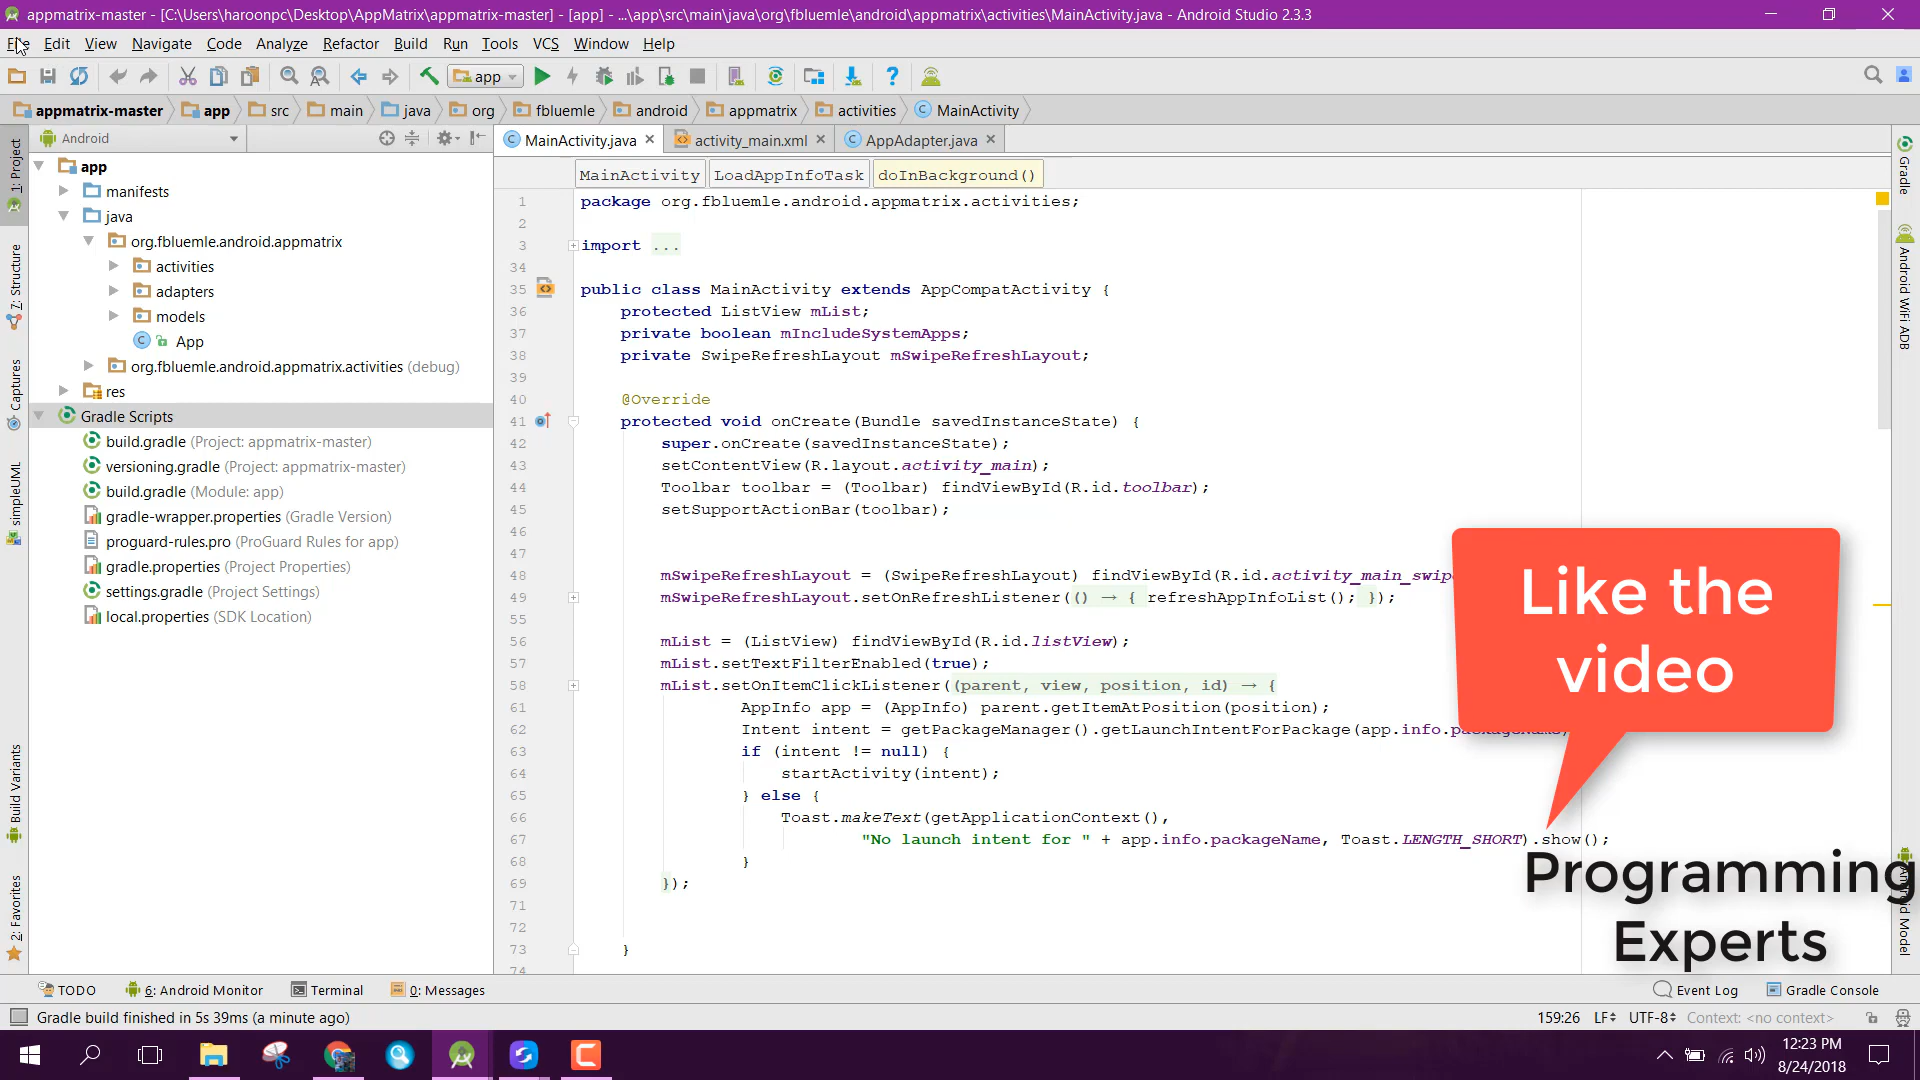 appmatrix-master - [C:\Users\haroonpc\Desktop\AppMatrix\appmatrix-master] - [app] - ...\app\src\main\java\org\fbluemle\android\appmatrix\activities\MainActivity.java - Android Studio 2.3.3
File Edit View Navigate Code Analyze Refactor Build Run Tools VCS Window Help
app
appmatrix-master app src main java org fbluemle android appmatrix activities MainActivity
Android
MainActivity.java activity_main.xml AppAdapter.java
MainActivity LoadAppInfoTask doInBackground()
1: Project
7: Structure
Captures
simpleUML
Build Variants
2: Favorites
app
manifests
java
org.fbluemle.android.appmatrix
activities
adapters
models
App
org.fbluemle.android.appmatrix.activities (debug)
res
Gradle Scripts
build.gradle (Project: appmatrix-master)
versioning.gradle (Project: appmatrix-master)
build.gradle (Module: app)
gradle-wrapper.properties (Gradle Version)
proguard-rules.pro (ProGuard Rules for app)
gradle.properties (Project Properties)
settings.gradle (Project Settings)
local.properties (SDK Location)
1 package org.fbluemle.android.appmatrix.activities;
2
3 import ...
34
35 public class MainActivity extends AppCompatActivity {
36 protected ListView mList;
37 private boolean mIncludeSystemApps;
38 private SwipeRefreshLayout mSwipeRefreshLayout;
39
40 @Override
41 protected void onCreate(Bundle savedInstanceState) {
42 super.onCreate(savedInstanceState);
43 setContentView(R.layout.activity_main);
44 Toolbar toolbar = (Toolbar) findViewById(R.id.toolbar);
45 setSupportActionBar(toolbar);
46
47
48 mSwipeRefreshLayout = (SwipeRefreshLayout) findViewById(R.id.activity_main_swip
49 mSwipeRefreshLayout.setOnRefreshListener(() → { refreshAppInfoList(); });
55
56 mList = (ListView) findViewById(R.id.listView);
57 mList.setTextFilterEnabled(true);
58 mList.setOnItemClickListener((parent, view, position, id) → {
61 AppInfo app = (AppInfo) parent.getItemAtPosition(position);
62 Intent intent = getPackageManager().getLaunchIntentForPackage(app.info.packageName)
63 if (intent != null) {
64 startActivity(intent);
65 } else {
66 Toast.makeText(getApplicationContext(),
67 "No launch intent for " + app.info.packageName, Toast.LENGTH_SHORT).show();
68 }
69 });
71
72
73 }
74
Like the
video
Programming
Experts
Gradle
Android WiFi ADB
Android Model
TODO 6: Android Monitor Terminal 0: Messages Event Log Gradle Console
Gradle build finished in 5s 39ms (a minute ago) 159:26 LF UTF-8 Context: <no context>
12:23 PM
8/24/2018